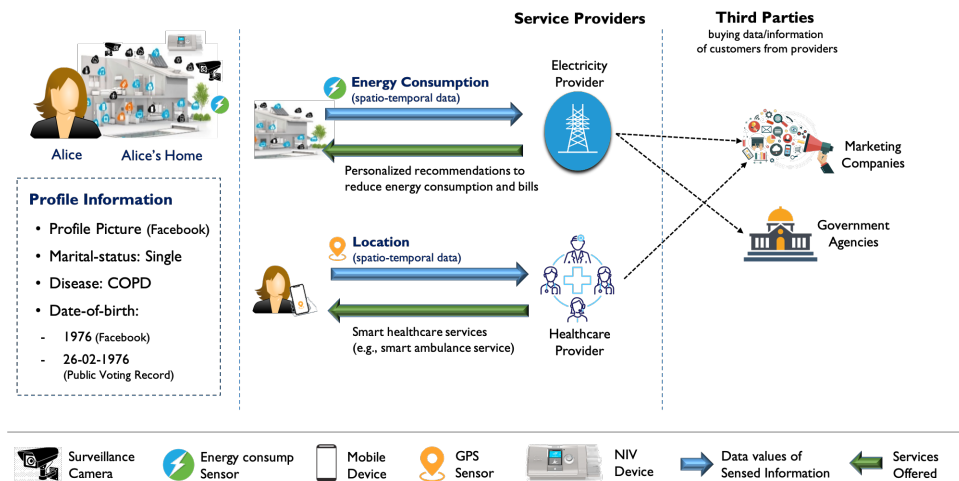 Service Providers
Third Parties
buying data/information
of customers from providers
Alice
Alice's Home
Profile Information
• Profile Picture (Facebook)
• Marital-status: Single
• Disease: COPD
• Date-of-birth:
- 1976 (Facebook)
- 26-02-1976
(Public Voting Record)
Energy Consumption
(spatio-temporal data)
Personalized recommendations to
reduce energy consumption and bills
Electricity
Provider
Location
(spatio-temporal data)
Smart healthcare services
(e.g., smart ambulance service)
Healthcare
Provider
Marketing
Companies
Government
Agencies
Surveillance
Camera
Energy consump
Sensor
Mobile
Device
GPS
Sensor
NIV
Device
Data values of
Sensed Information
Services
Offered